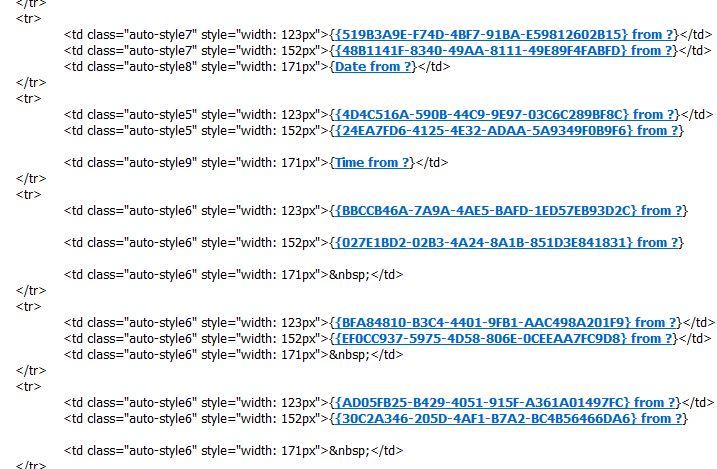 </tr>
<tr>
<td class="auto-style7" style="width: 123px">{{519B3A9E-F74D-4BF7-91BA-E59812602B15} from ?}</td>
<td class="auto-style7" style="width: 152px">{{48B1141F-8340-49AA-8111-49E89F4FABFD} from ?}</td>
<td class="auto-style8" style="width: 171px">{Date from ?}</td>
</tr>
<tr>
<td class="auto-style5" style="width: 123px">{{4D4C516A-590B-44C9-9E97-03C6C289BF8C} from ?}</td>
<td class="auto-style5" style="width: 152px">{{24EA7FD6-4125-4E32-ADAA-5A9349F0B9F6} from ?}
<td class="auto-style9" style="width: 171px">{Time from ?}</td>
</tr>
<tr>
<td class="auto-style6" style="width: 123px">{{BBCCB46A-7A9A-4AE5-BAFD-1ED57EB93D2C} from ?}
<td class="auto-style6" style="width: 152px">{{027E1BD2-02B3-4A24-8A1B-851D3E841831} from ?}
<td class="auto-style6" style="width: 171px">&nbsp;</td>
</tr>
<tr>
<td class="auto-style6" style="width: 123px">{{BFA84810-B3C4-4401-9FB1-AAC498A201F9} from ?}</td>
<td class="auto-style6" style="width: 152px">{{EF0CC937-5975-4D58-806E-0CEEAA7FC9D8} from ?}</td>
<td class="auto-style6" style="width: 171px">&nbsp;</td>
</tr>
<tr>
<td class="auto-style6" style="width: 123px">{{AD05FB25-B429-4051-915F-A361A01497FC} from ?}</td>
<td class="auto-style6" style="width: 152px">{{30C2A346-205D-4AF1-B7A2-BC4B56466DA6} from ?}
<td class="auto-style6" style="width: 171px">&nbsp;</td>
</tr>